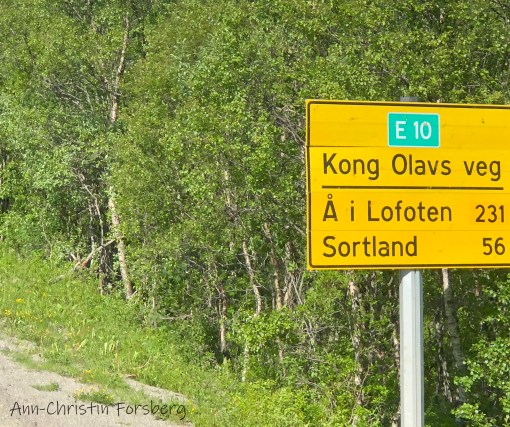 E 10
Kong Olavs veg
Å i Lofoten 231
Sortland 56
Ann-Christin Forsberg